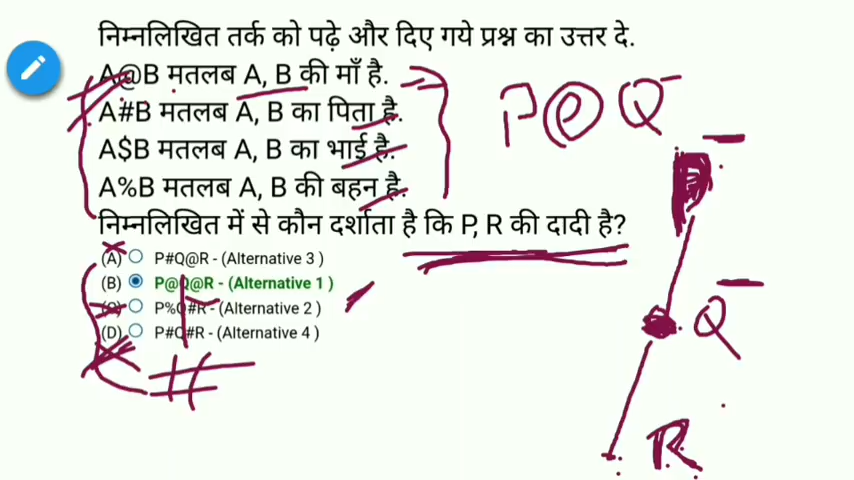 निम्नलिखित तर्क को पढ़े और दिए गये प्रश्न का उत्तर दे.
A@B मतलब A, B की माँ है.
A#B मतलब A, B का पिता है.
A$B मतलब A, B का भाई है.
A%B मतलब A, B की बहन है.
निम्नलिखित में से कौन दर्शाता है कि P, R की दादी है?
(A) P#Q@R - (Alternative 3 )
(B) P@Q@R - (Alternative 1 )
(C) P%Q#R - (Alternative 2 )
(D) P#Q#R - (Alternative 4 )
#
P@Q
P
Q
R